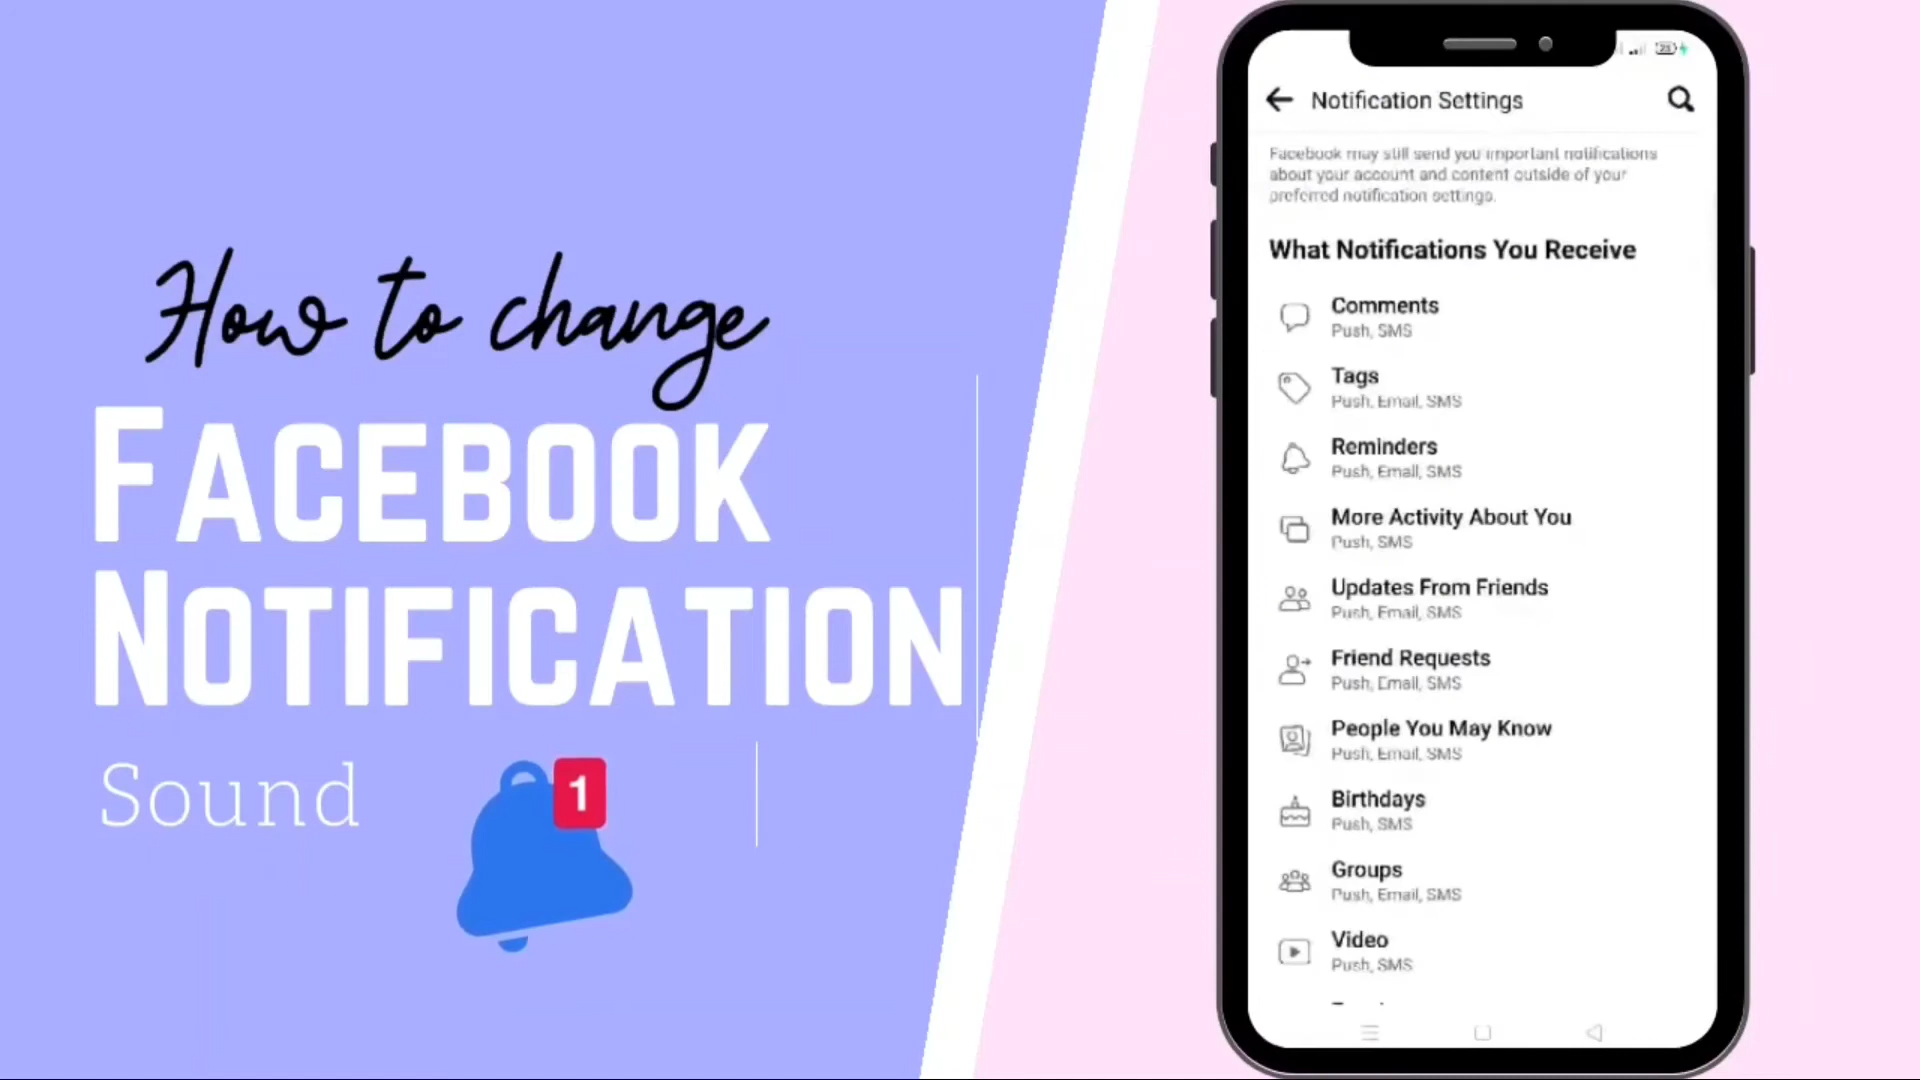 How to change
FACEBOOK
NOTIFICATION
Sound
1
Notification Settings
Facebook may still send you important notifications
about your account and content outside of your
preferred notification settings.
What Notifications You Receive
Comments
Push, SMS
Tags
Push, Email, SMS
Reminders
Push, Email, SMS
More Activity About You
Push, SMS
Updates From Friends
Push, Email, SMS
Friend Requests
Push, Email, SMS
People You May Know
Push, Email, SMS
Birthdays
Push, SMS
Groups
Push, Email, SMS
Video
Push, SMS